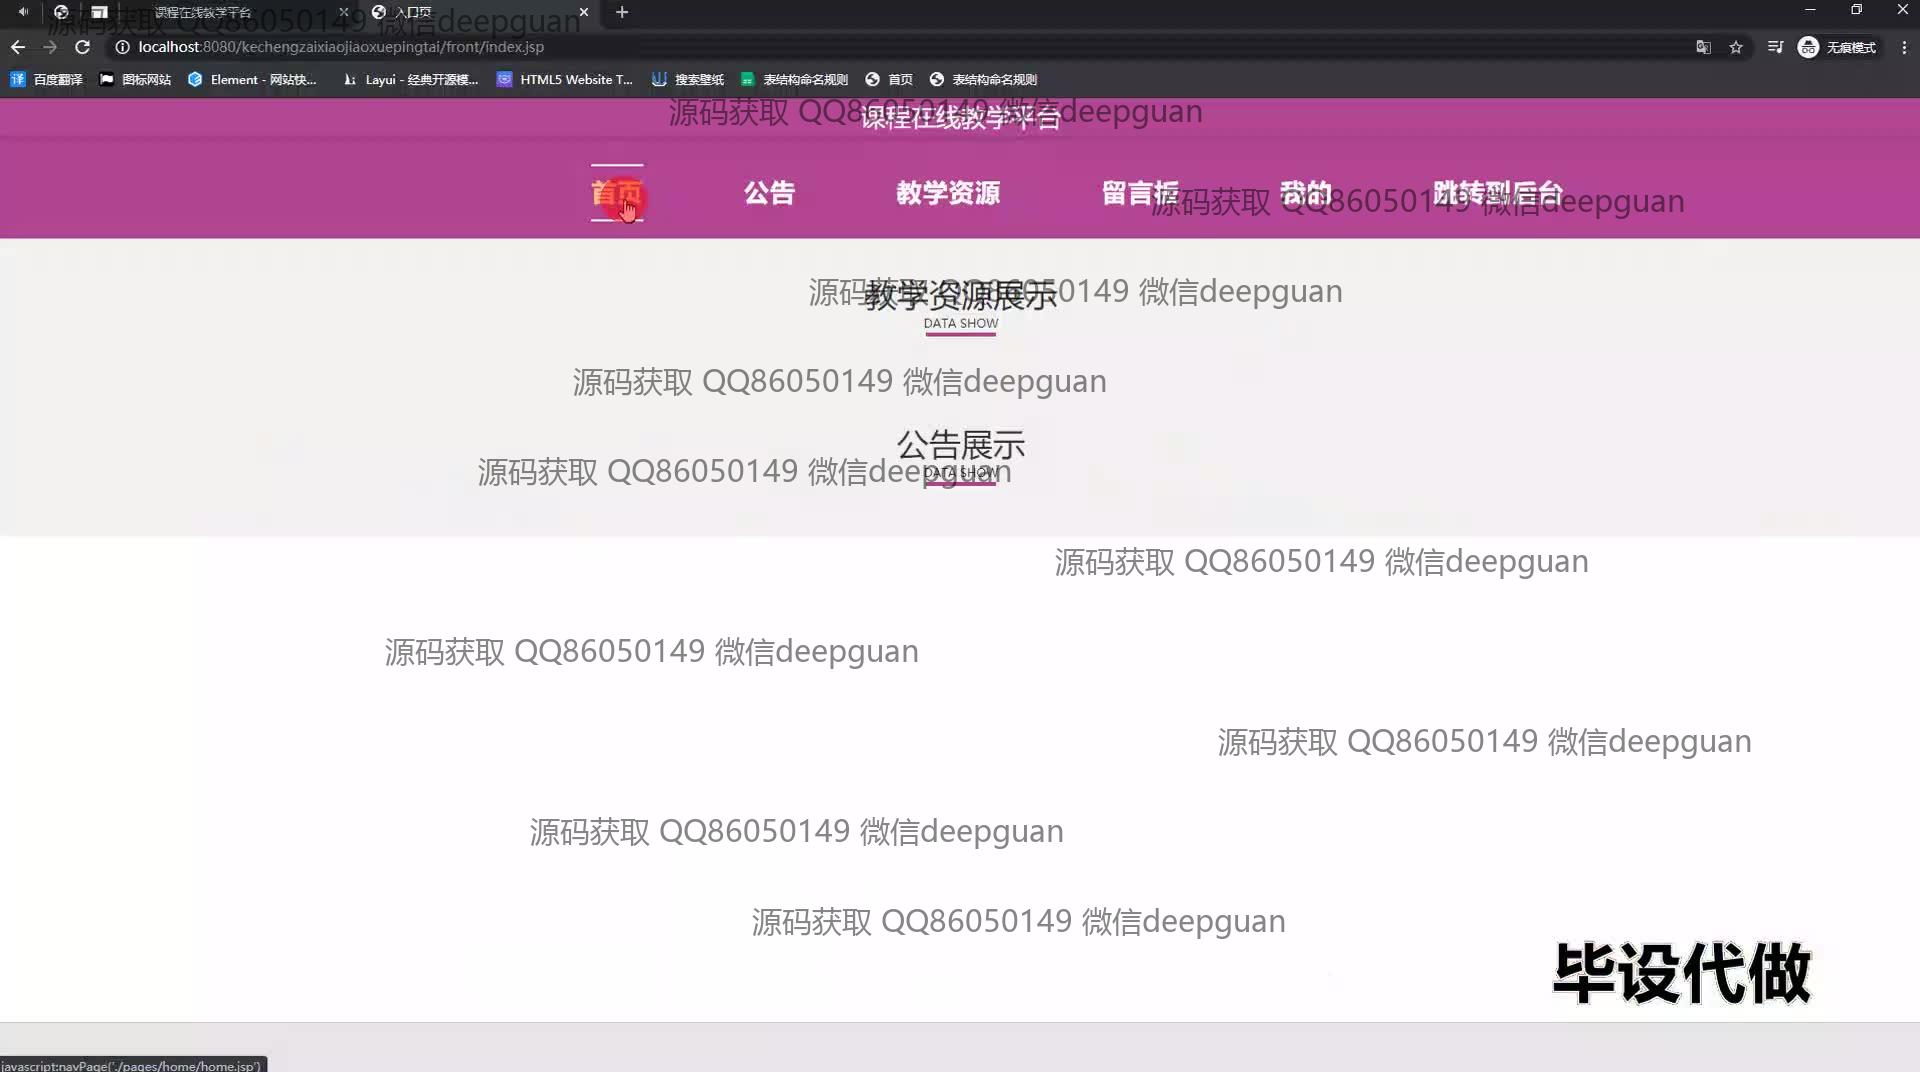 课程在线教学平台
入口页
源码获取 QQ86050149 微信deepguan
localhost:8080/kechengzaixiaojiaoxuepingtai/front/index.jsp
无痕模式
百度翻译 图标网站 Element - 网站快... Layui - 经典开源模... HTML5 Website T... 搜索壁纸 表结构命名规则 首页 表结构命名规则
源码获取 QQ86050149 微信deepguan
课程在线教学平台
首页 公告 教学资源 留言板 我的 跳转到后台
源码获取 QQ86050149 微信deepguan
源码获取 QQ86050149 微信deepguan
教学资源展示
DATA SHOW
源码获取 QQ86050149 微信deepguan
公告展示
源码获取 QQ86050149 微信deepguan
DATA SHOW
源码获取 QQ86050149 微信deepguan
源码获取 QQ86050149 微信deepguan
源码获取 QQ86050149 微信deepguan
源码获取 QQ86050149 微信deepguan
源码获取 QQ86050149 微信deepguan
毕设代做
javascript:navPage('./pages/home/home.jsp')